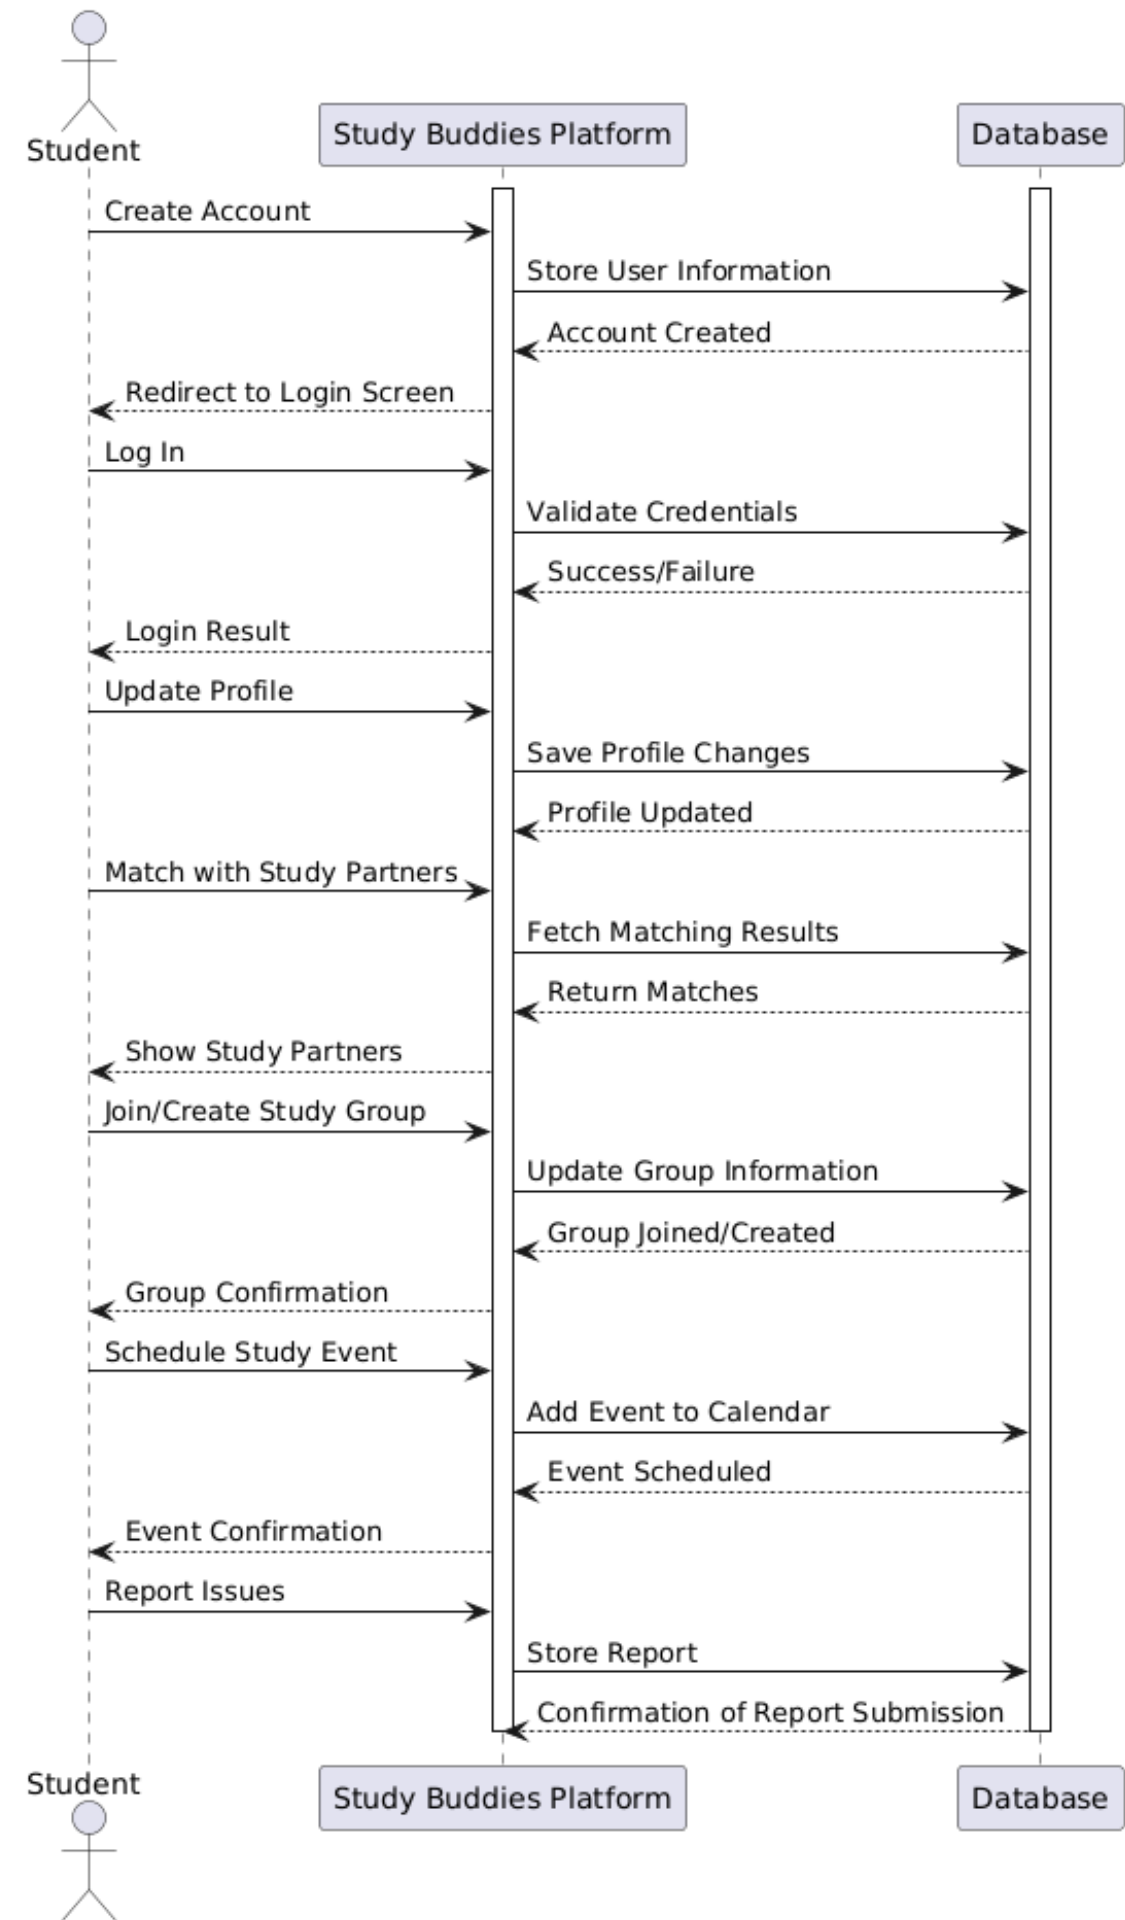 Student
Study Buddies Platform
Database
Create Account
Store User Information
Account Created
Redirect to Login Screen
Log In
Validate Credentials
Success/Failure
Login Result
Update Profile
Save Profile Changes
Profile Updated
Match with Study Partners
Fetch Matching Results
Return Matches
Show Study Partners
Join/Create Study Group
Update Group Information
Group Joined/Created
Group Confirmation
Schedule Study Event
Add Event to Calendar
Event Scheduled
Event Confirmation
Report Issues
Store Report
Confirmation of Report Submission
Student
Study Buddies Platform
Database